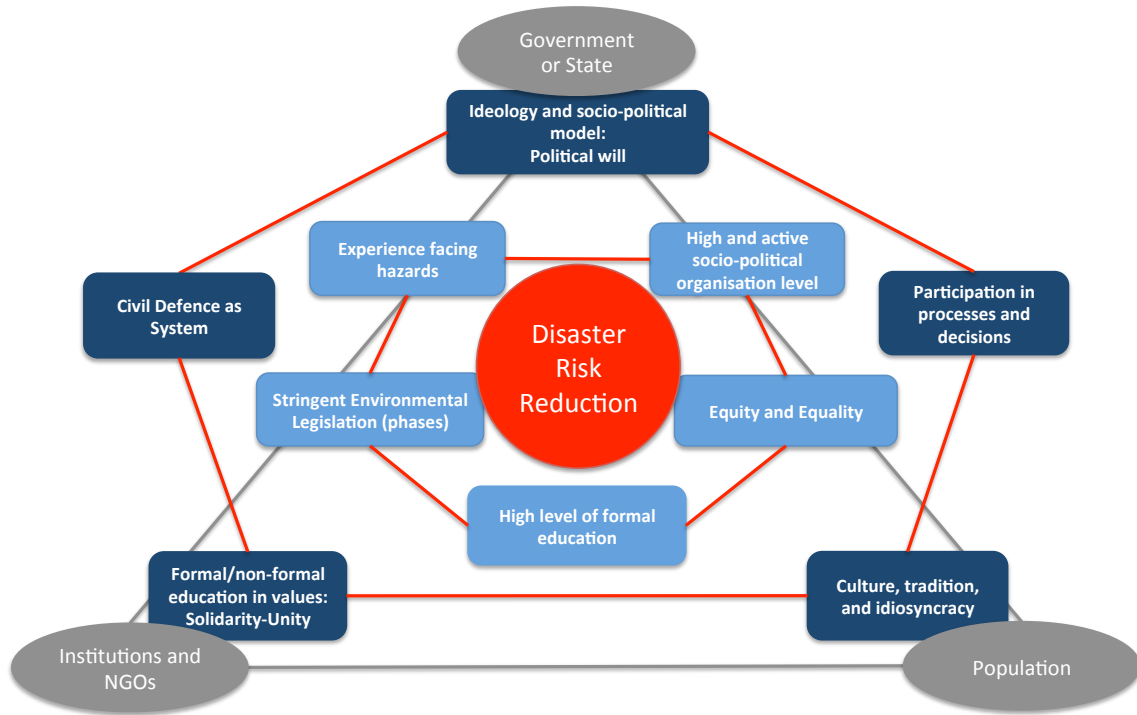 Government
or State
Ideology and socio-political
model:
Political will
Experience facing
hazards
High and active
socio-political
organisation level
Civil Defence as
System
Disaster
Risk
Reduction
Participation in
processes and
decisions
Stringent Environmental
Legislation (phases)
Equity and Equality
High level of formal
education
Formal/non-formal
education in values:
Solidarity-Unity
Culture, tradition,
and idiosyncracy
Institutions and
NGOs
Population